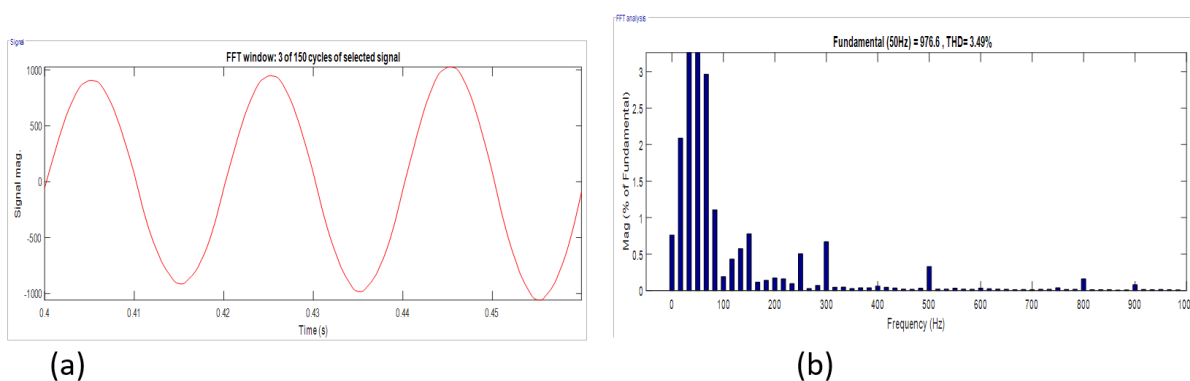 Signal
FFT window: 3 of 150 cycles of selected signal
1000
500
0
-500
-1000
Signal mag.
0.4 0.41 0.42 0.43 0.44 0.45
Time (s)
(a)
FFT analysis
Fundamental (50Hz) = 976.6 , THD= 3.49%
3
2.5
2
1.5
1
0.5
0
Mag (% of Fundamental)
0 100 200 300 400 500 600 700 800 900 100
Frequency (Hz)
(b)